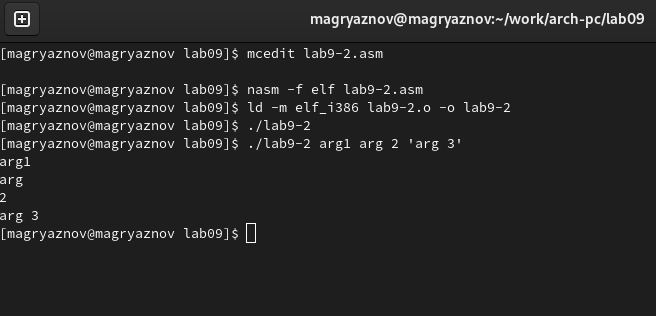 magryaznov@magryaznov:~/work/arch-pc/lab09
[magryaznov@magryaznov lab09]$ mcedit lab9-2.asm
[magryaznov@magryaznov lab09]$ nasm -f elf lab9-2.asm
[magryaznov@magryaznov lab09]$ ld -m elf_i386 lab9-2.o -o lab9-2
[magryaznov@magryaznov lab09]$ ./lab9-2
[magryaznov@magryaznov lab09]$ ./lab9-2 arg1 arg 2 'arg 3'
arg1
arg
2
arg 3
[magryaznov@magryaznov lab09]$